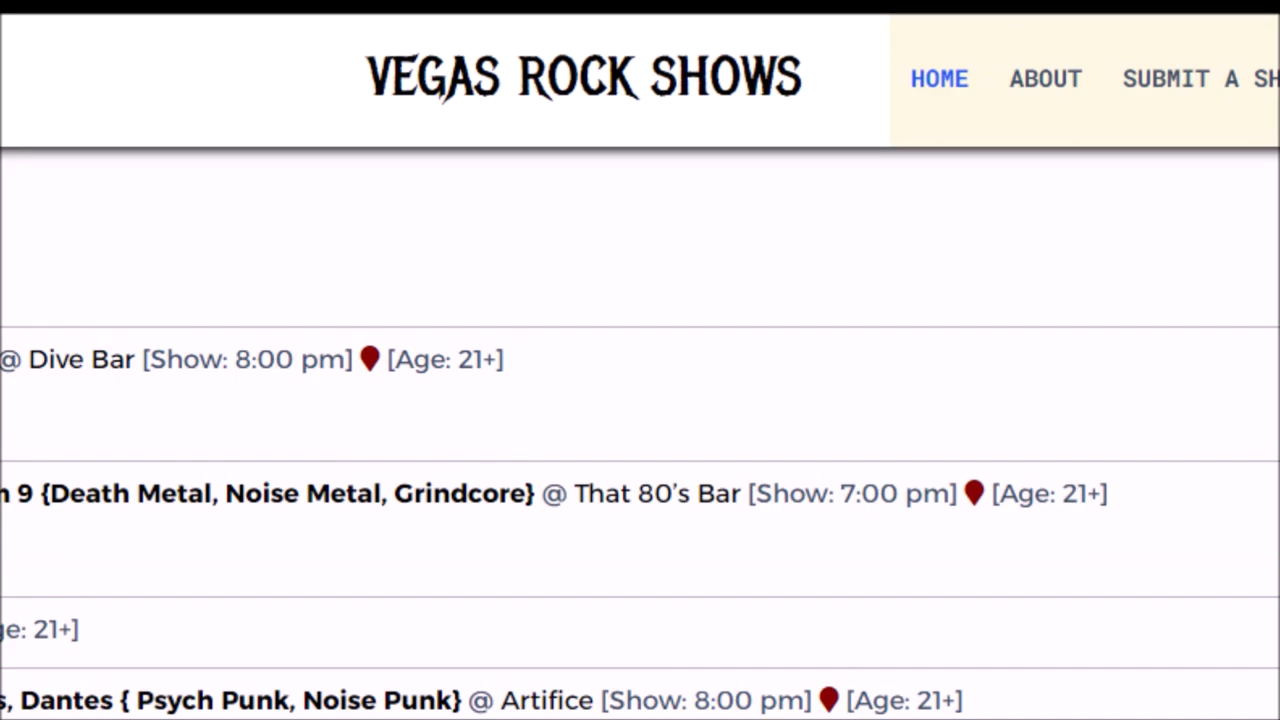 VEGAS ROCK SHOWS
HOME ABOUT SUBMIT A
@ Dive Bar [Show: 8:00 pm] [Age: 21+]
9 {Death Metal, Noise Metal, Grindcore} @ That 80's Bar [Show: 7:00 pm] [Age: 21+]
21+]
Dantes { Psych Punk, Noise Punk} @ Artifice [Show: 8:00 pm] [Age: 21+]